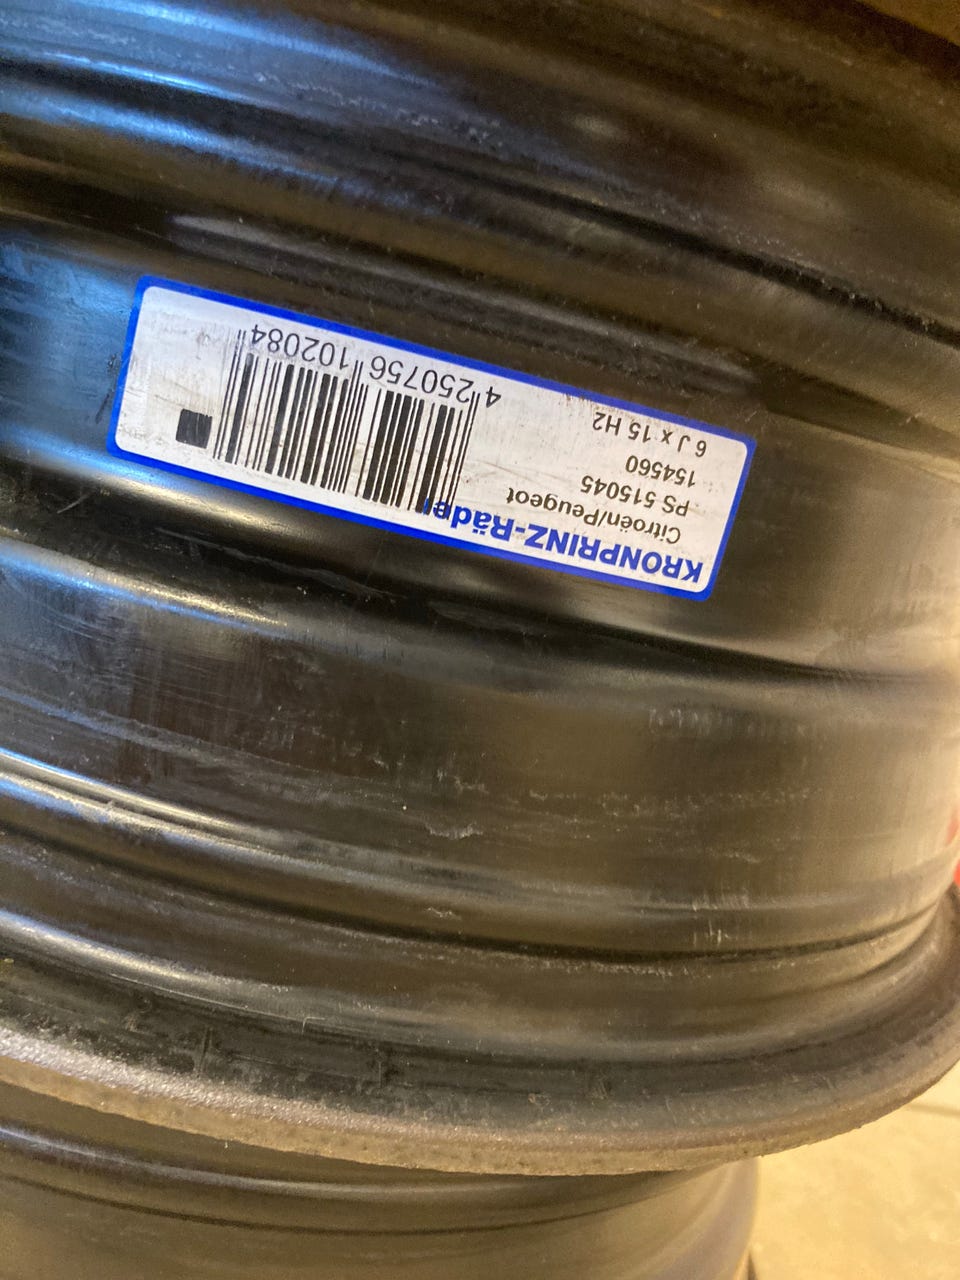 KRONPRINZ-Räder
Citroën/Peugeot
PS 515045
154560
6 J x 15 H2
4 250756 102084